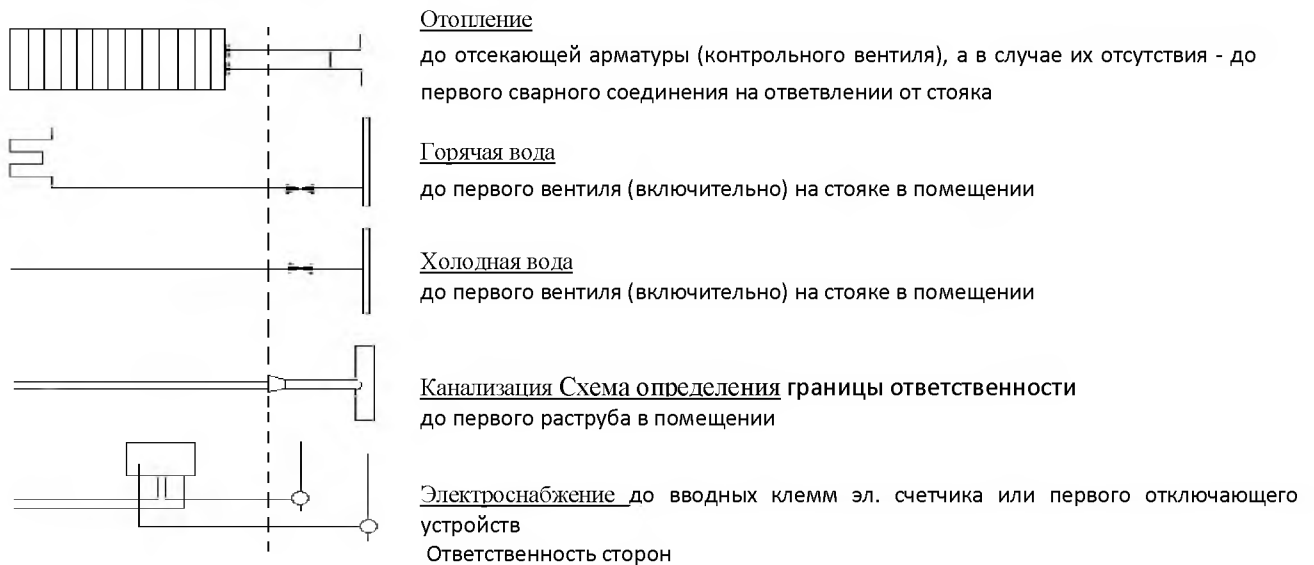 Отопление
до отсекающей арматуры (контрольного вентиля), а в случае их отсутствия - до
первого сварного соединения на ответвлении от стояка
Горячая вода
до первого вентиля (включительно) на стояке в помещении
Холодная вода
до первого вентиля (включительно) на стояке в помещении
Канализация Схема определения границы ответственности
до первого раструба в помещении
Электроснабжение до вводных клемм эл. счетчика или первого отключающего
устройств
Ответственность сторон